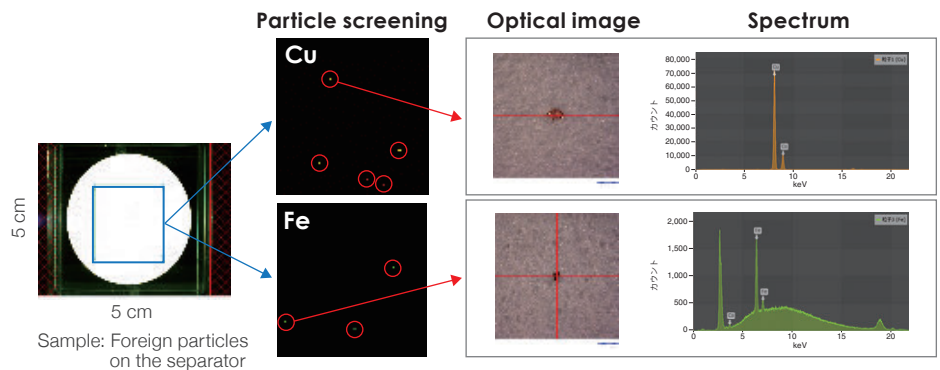 Particle screening
Optical image
Spectrum
Cu
Fe
5 cm
5 cm
Sample: Foreign particles
on the separator
80,000
70,000
60,000
50,000
40,000
30,000
20,000
10,000
0
カウント
0
5
10
15
20
keV
Cu
Cu
2,000
1,500
1,000
500
0
カウント
0
5
10
15
20
keV